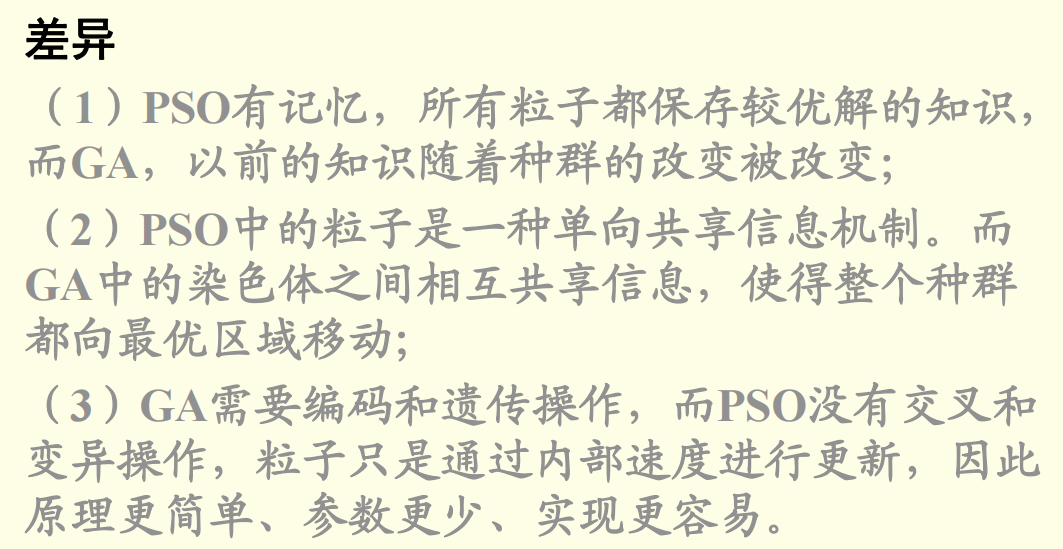 差异
（1）PSO有记忆，所有粒子都保存较优解的知识，
而GA，以前的知识随着种群的改变被改变；
（2）PSO中的粒子是一种单向共享信息机制。而
GA中的染色体之间相互共享信息，使得整个种群
都向最优区域移动；
（3）GA需要编码和遗传操作，而PSO没有交叉和
变异操作，粒子只是通过内部速度进行更新，因此
原理更简单、参数更少、实现更容易。